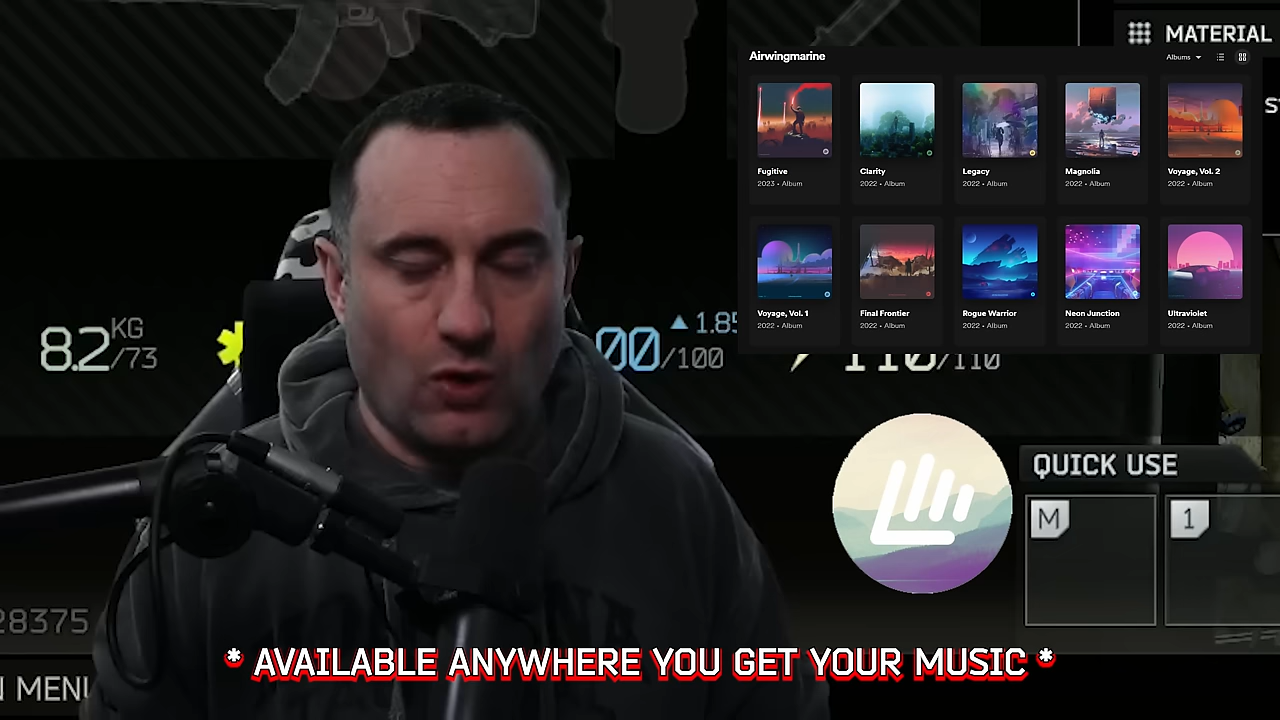 MATERIAL
Airwingmarine
Albums
Fugitive
2023 • Album
Clarity
2022 • Album
Legacy
2022 • Album
Magnolia
2022 • Album
Voyage, Vol. 2
2022 • Album
Voyage, Vol. 1
2022 • Album
Final Frontier
2022 • Album
Rogue Warrior
2022 • Album
Neon Junction
2022 • Album
Ultraviolet
2022 • Album
8.2 KG /73
00/100
▲ 1.85
110/110
QUICK USE
M
1
28375
MENU
* AVAILABLE ANYWHERE YOU GET YOUR MUSIC *